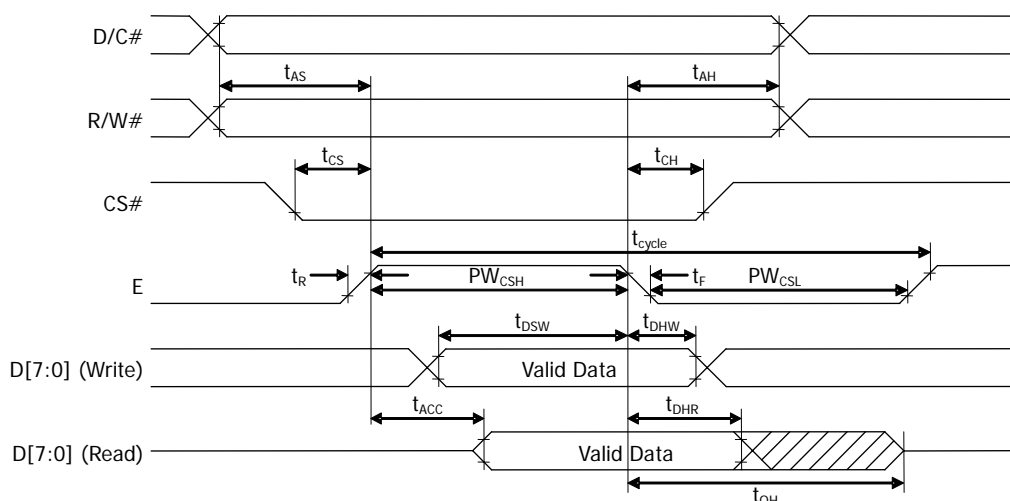 D/C#
tAS
tAH
R/W#
tCS
tCH
CS#
tcycle
tR
PWCSH
tF
PWCSL
E
tDSW
tDHW
D[7:0] (Write)
Valid Data
tACC
tDHR
D[7:0] (Read)
Valid Data
tOH